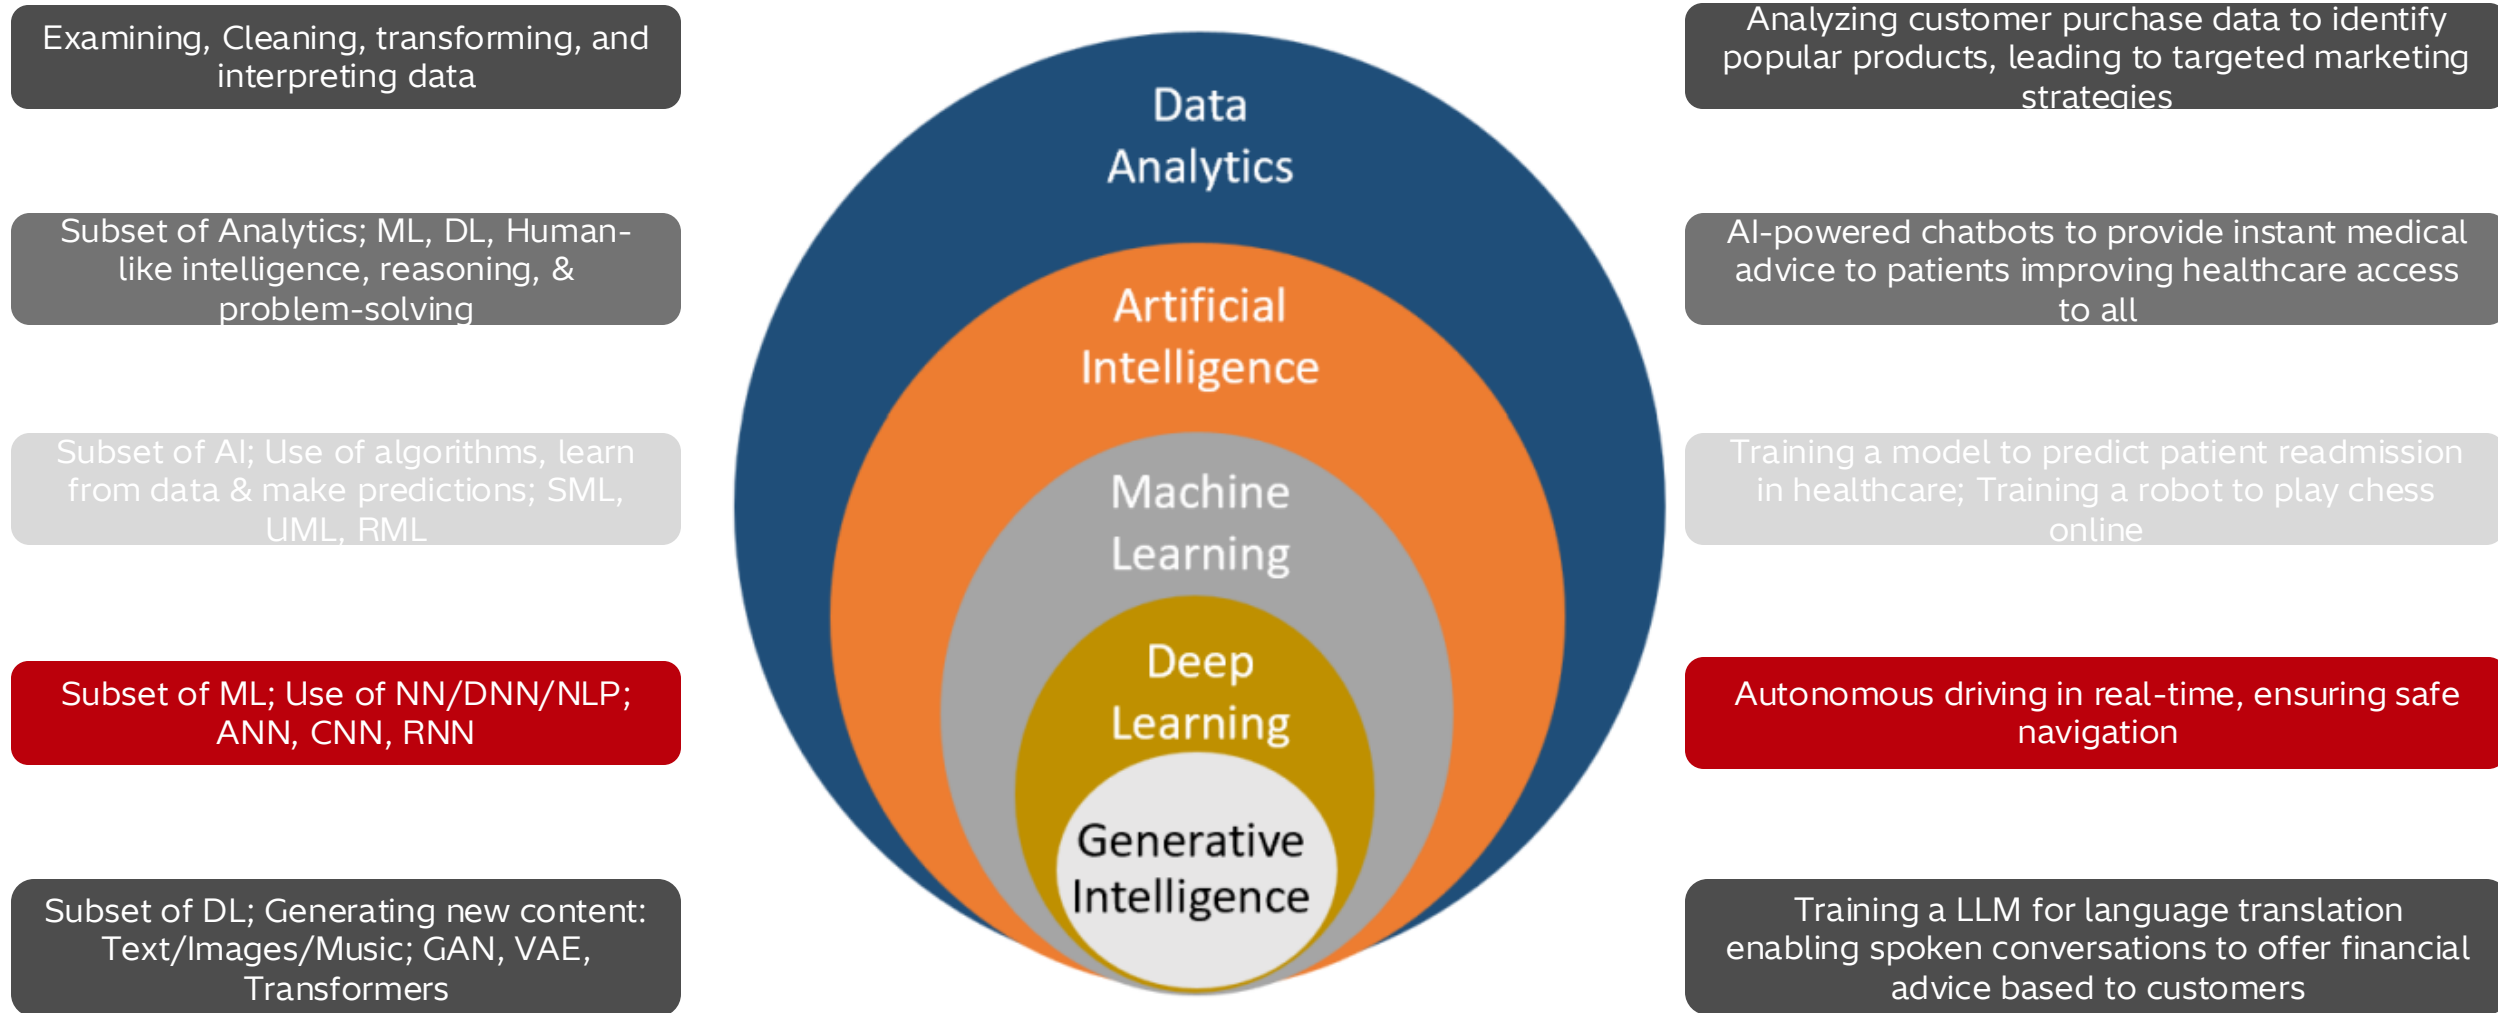 Examining, Cleaning, transforming, and
interpreting data
Subset of Analytics; ML, DL, Human-
like intelligence, reasoning, &
problem-solving
Subset of AI; Use of algorithms, learn
from data & make predictions; SML,
UML, RML
Subset of ML; Use of NN/DNN/NLP;
ANN, CNN, RNN
Subset of DL; Generating new content:
Text/Images/Music; GAN, VAE,
Transformers
Data
Analytics
Artificial
Intelligence
Machine
Learning
Deep
Learning
Generative
Intelligence
Analyzing customer purchase data to identify
popular products, leading to targeted marketing
strategies
AI-powered chatbots to provide instant medical
advice to patients improving healthcare access
to all
Training a model to predict patient readmission
in healthcare; Training a robot to play chess
online
Autonomous driving in real-time, ensuring safe
navigation
Training a LLM for language translation
enabling spoken conversations to offer financial
advice based to customers